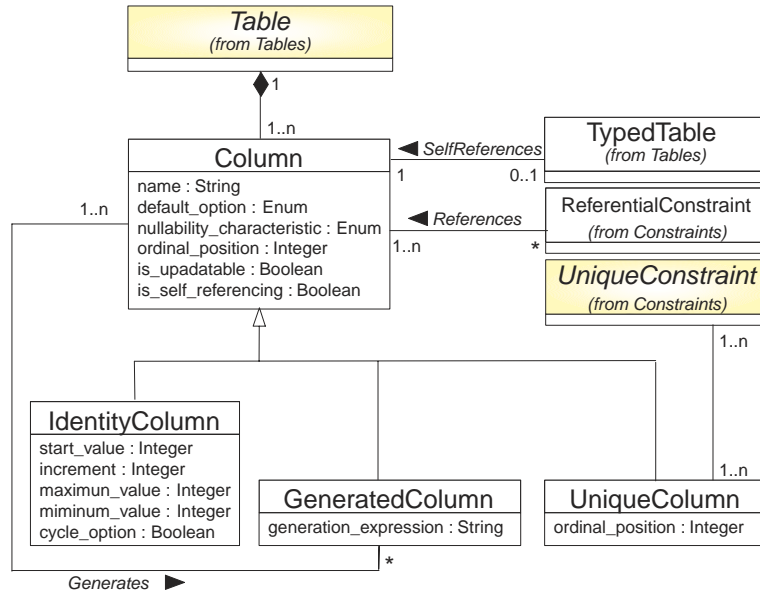 Table
(from Tables)
1
1..n
Column
name : String
default_option : Enum
nullability_characteristic : Enum
ordinal_position : Integer
is_upadatable : Boolean
is_self_referencing : Boolean
SelfReferences
1
0..1
TypedTable
(from Tables)
1..n
References
1..n
*
ReferentialConstraint
(from Constraints)
UniqueConstraint
(from Constraints)
1..n
IdentityColumn
start_value : Integer
increment : Integer
maximun_value : Integer
miminum_value : Integer
cycle_option : Boolean
GeneratedColumn
generation_expression : String
1..n
UniqueColumn
ordinal_position : Integer
*
Generates